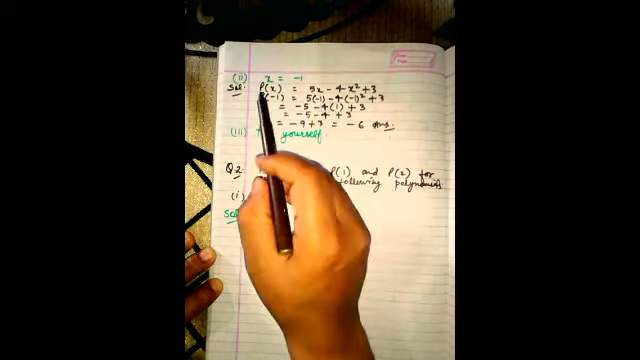 (ii) x = -1
Sol. P(x) = 5x - 4x² + 3
(-1) = 5(-1) - 4(-1)² + 3
= -5 - 4(1) + 3
= -5 - 4 + 3
= -9 + 3 = -6 Ans.
(iii) yourself.
Q2 P(1) and P(2) for
following polynomials
(i)
Sol